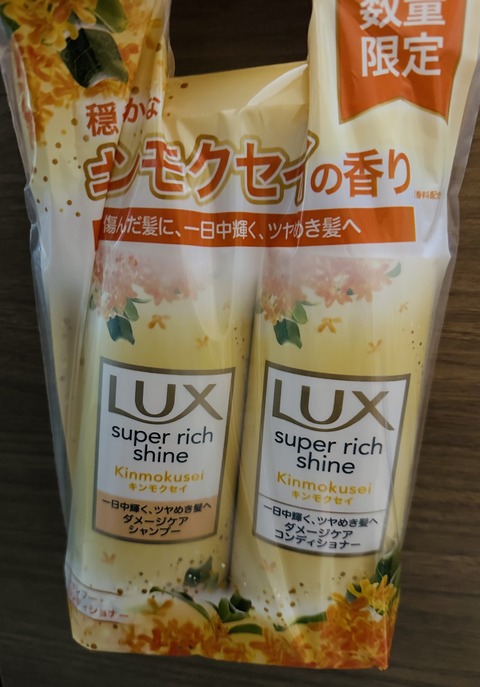 数量
限定
穏かな
キンモクセイの香り
傷んだ髪に、一日中輝く、ツヤめき髪へ
LUX
super rich
shine
Kinmokusei
キンモクセイ
一日中輝く、ツヤめき髪へ
ダメージケア
シャンプー
LUX
super rich
shine
Kinmokusei
キンモクセイ
一日中輝く、ツヤめき髪へ
ダメージケア
コンディショナー